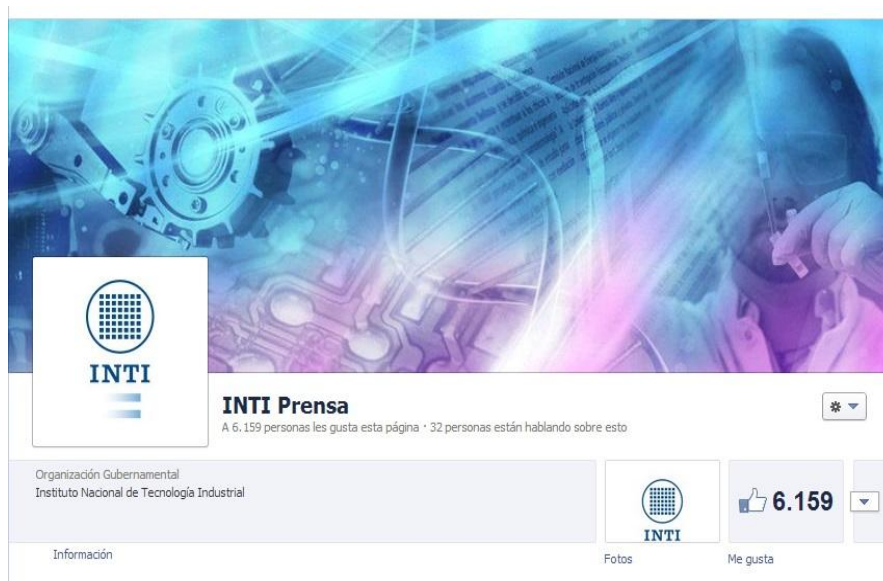 INTI
INTI Prensa
A 6.159 personas les gusta esta página · 32 personas están hablando sobre esto
Organización Gubernamental
Instituto Nacional de Tecnología Industrial
INTI
6.159
Información
Fotos
Me gusta